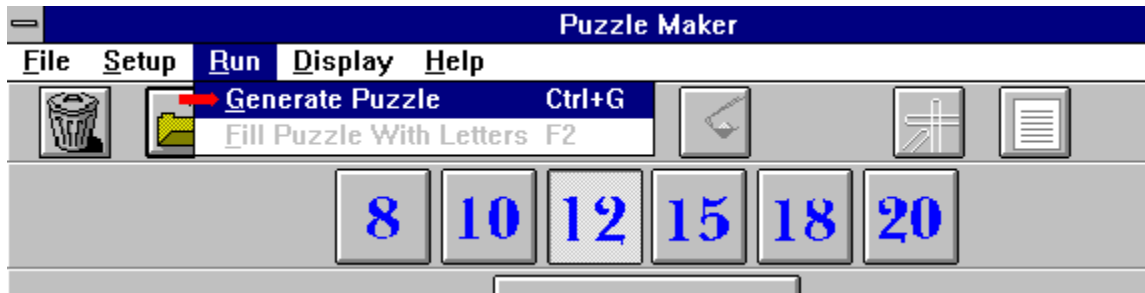 Puzzle Maker
File Setup Run Display Help
Generate Puzzle Ctrl+G
Fill Puzzle With Letters F2
8 10 12 15 18 20